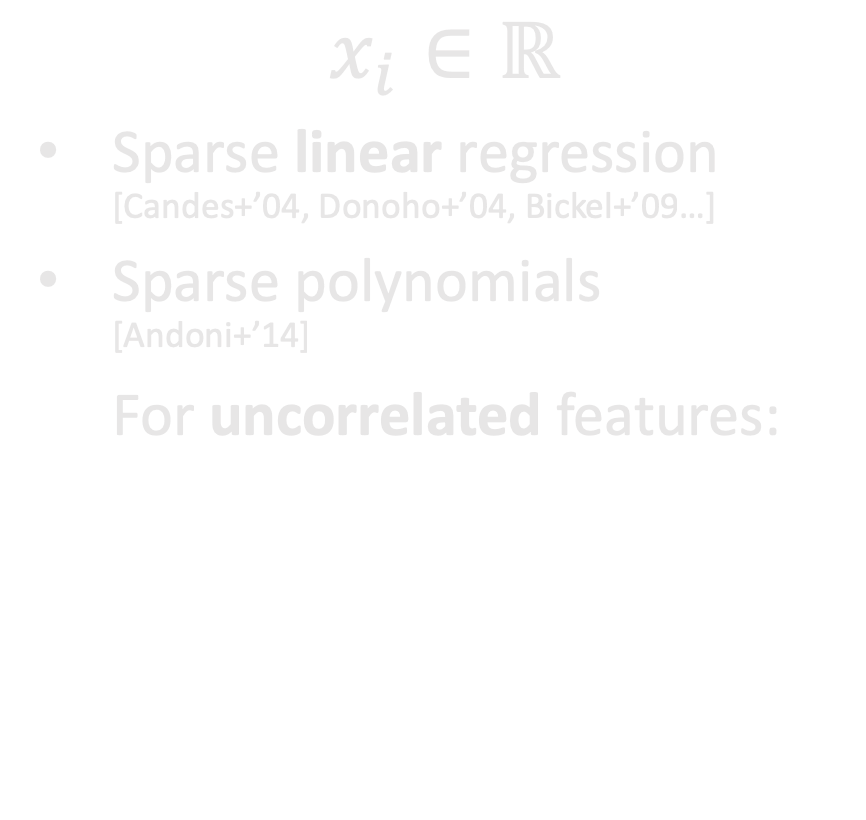 xᵢ ∈ ℝ
• Sparse linear regression
[Candes+’04, Donoho+’04, Bickel+’09…]
• Sparse polynomials
[Andoni+’14]
For uncorrelated features: